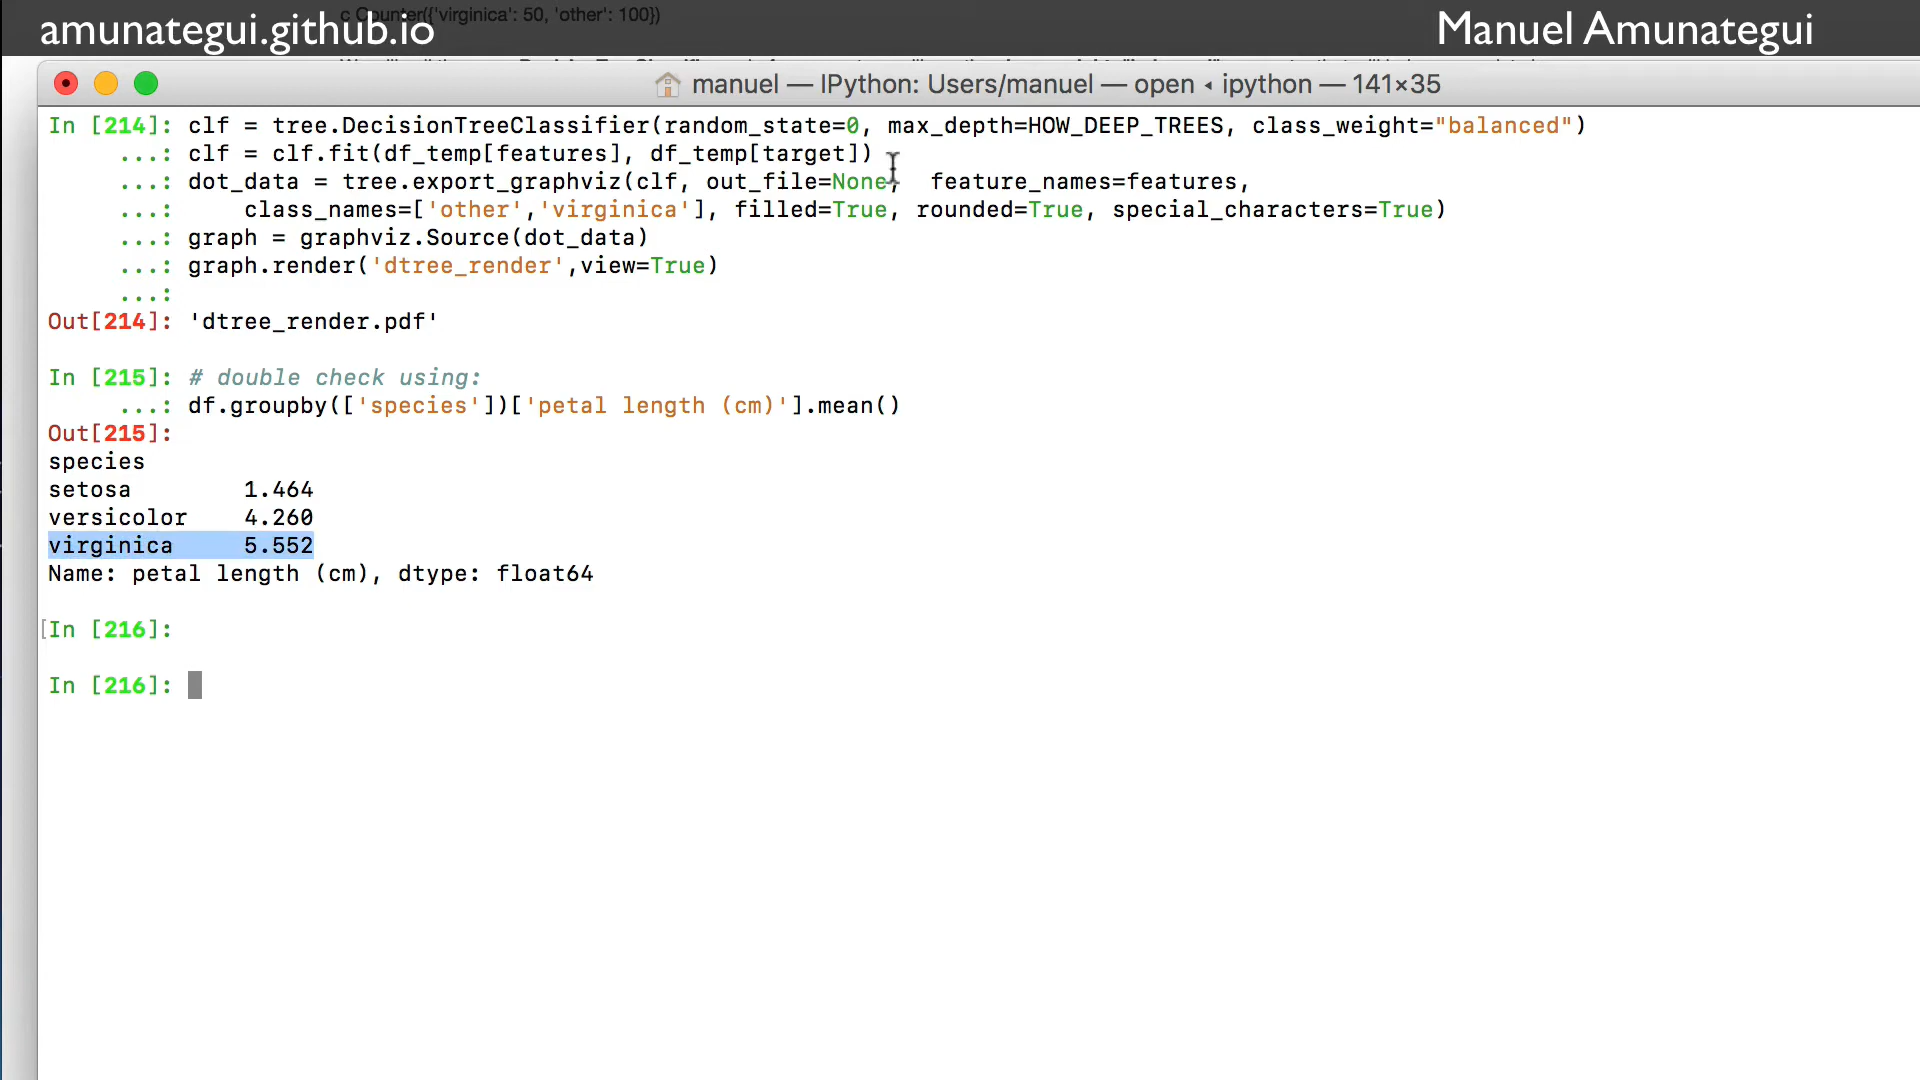 c Counter({'virginica': 50, 'other': 100})
amunategui.github.io
Manuel Amunategui
manuel — IPython: Users/manuel — open ◂ ipython — 141×35
In [214]: clf = tree.DecisionTreeClassifier(random_state=0, max_depth=HOW_DEEP_TREES, class_weight="balanced")
...: clf = clf.fit(df_temp[features], df_temp[target])
...: dot_data = tree.export_graphviz(clf, out_file=None, feature_names=features,
...: class_names=['other','virginica'], filled=True, rounded=True, special_characters=True)
...: graph = graphviz.Source(dot_data)
...: graph.render('dtree_render',view=True)
...:
Out[214]: 'dtree_render.pdf'
In [215]: # double check using:
...: df.groupby(['species'])['petal length (cm)'].mean()
Out[215]:
species
setosa 1.464
versicolor 4.260
virginica 5.552
Name: petal length (cm), dtype: float64
[In [216]:
In [216]: